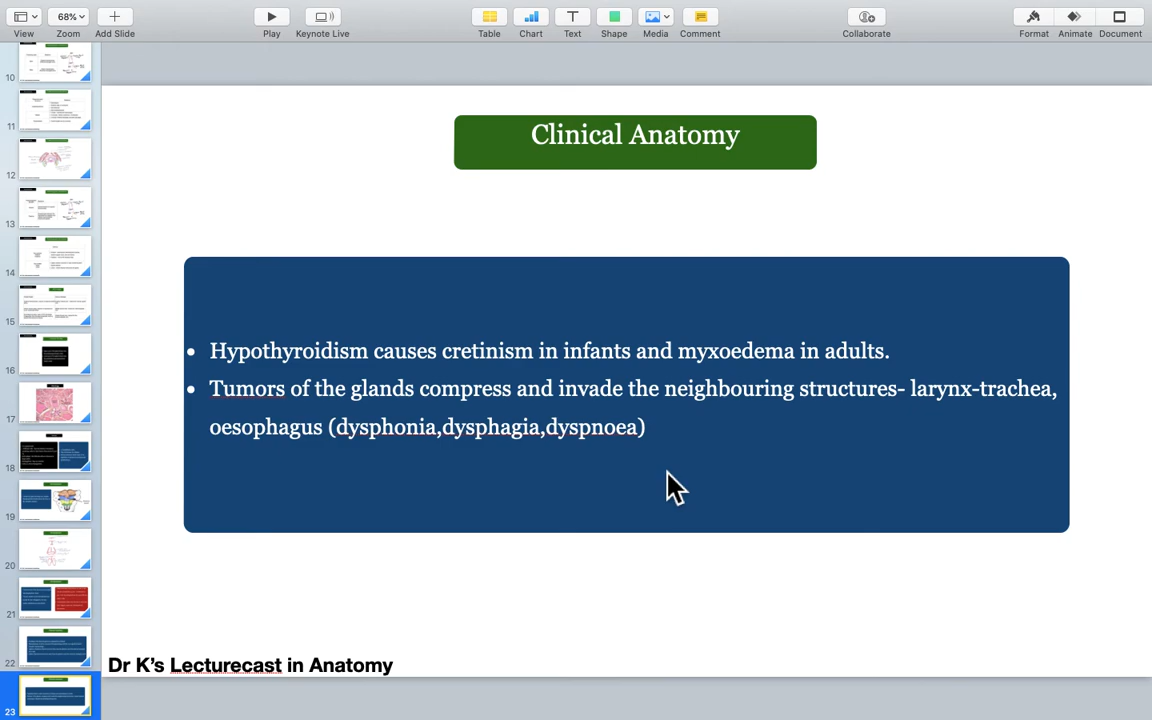 68%
View
Zoom
Add Slide
Play
Keynote Live
Table
Chart
Text
Shape
Media
Comment
Collaborate
Format
Animate
Document
10
11
12
13
14
15
16
17
18
19
20
21
22
23
Clinical Anatomy
• Hypothyroidism causes cretinism in infants and myxoedema in adults.
• Tumors of the glands compress and invade the neighbouring structures- larynx-trachea,
oesophagus (dysphonia,dysphagia,dyspnoea)
Dr K's Lecturecast in Anatomy